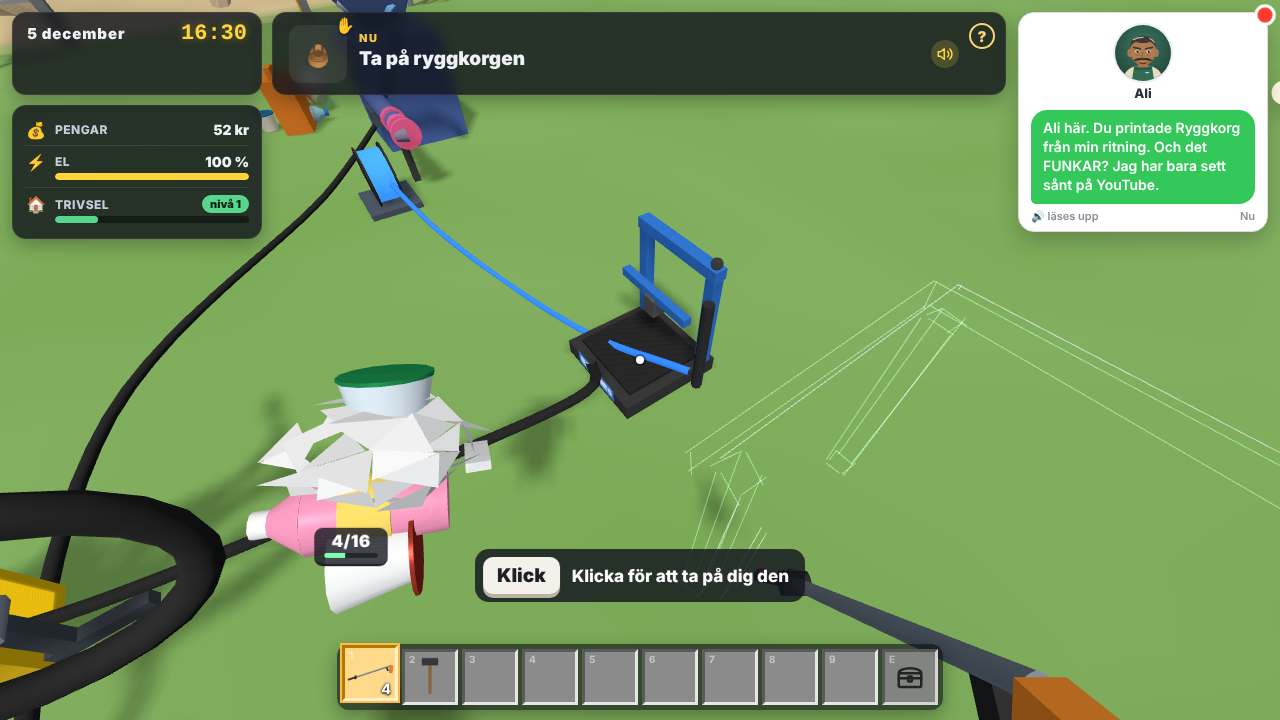 5 december
16:30
PENGAR
52 kr
EL
100 %
TRIVSEL
nivå 1
NU
Ta på ryggkorgen
?
Ali
Ali här. Du printade Ryggkorg
från min ritning. Och det
FUNKAR? Jag har bara sett
sånt på YouTube.
läses upp
Nu
4/16
Klick
Klicka för att ta på dig den
4
2
3
4
5
6
7
8
9
E